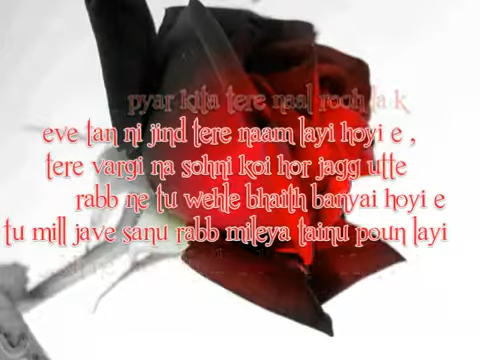 pyar kita tere naal rooh la k
eve tan ni jind tere naam layi hoyi e ,
tere vargi na sohni koi hor jagg utte
rabb ne tu wehle bhaith banyai hoyi e
tu mill jave sanu rabb mileya tainu poun layi